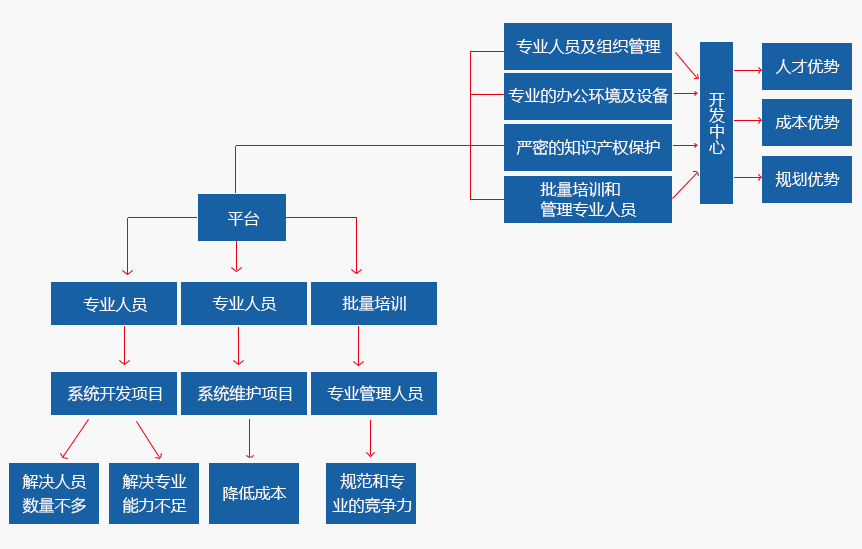 专业人员及组织管理
专业的办公环境及设备
严密的知识产权保护
批量培训和
管理专业人员
开发中心
人才优势
成本优势
规划优势
平台
专业人员
专业人员
批量培训
系统开发项目
系统维护项目
专业管理人员
解决人员
数量不多
解决专业
能力不足
降低成本
规范和专
业的竞争力